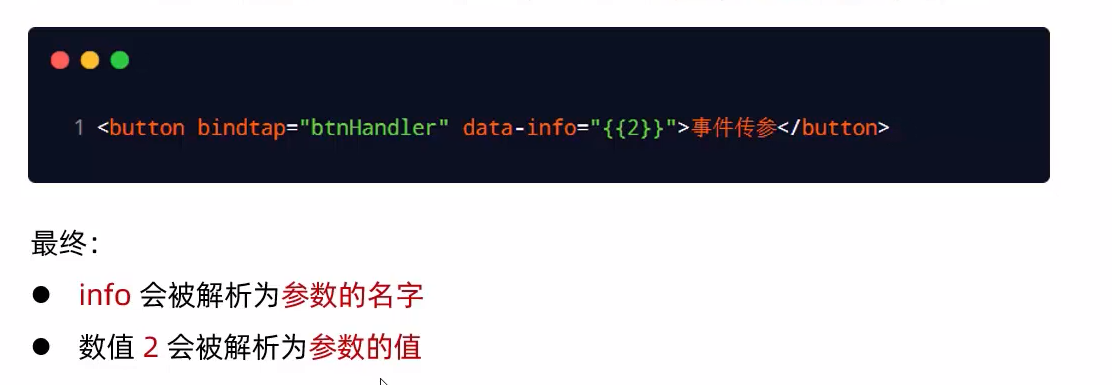 1 <button bindtap="btnHandler" data-info="{{2}}">事件传参</button>
最终：
● info 会被解析为参数的名字
● 数值 2 会被解析为参数的值